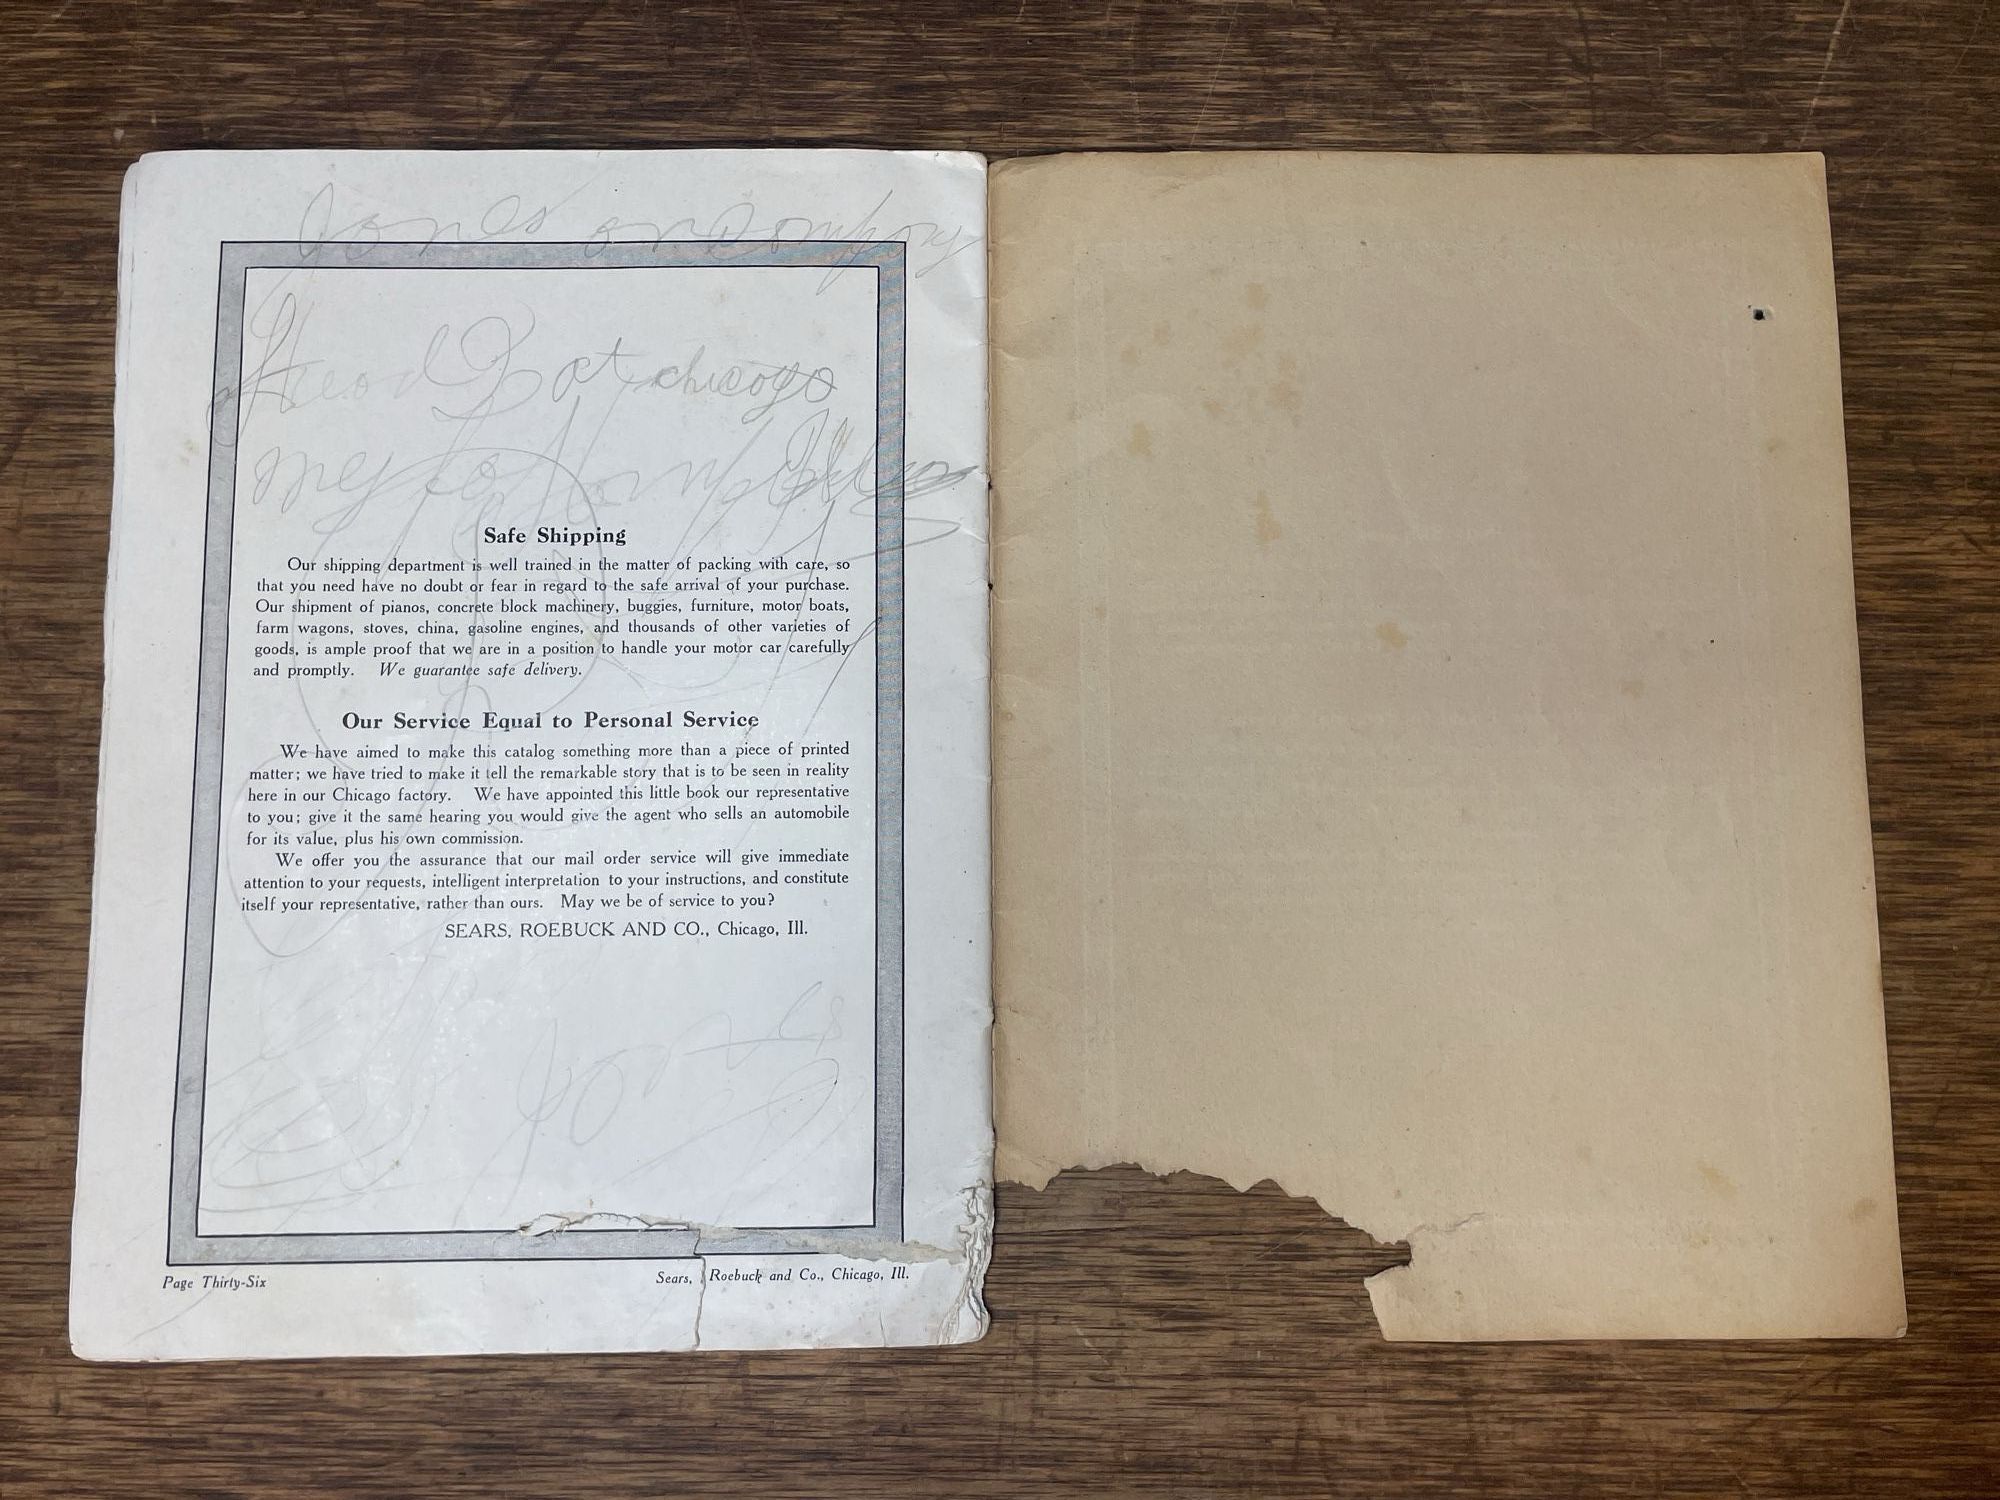 Jones
at chicago
Safe Shipping
Our shipping department is well trained in the matter of packing with care, so
that you need have no doubt or fear in regard to the safe arrival of your purchase.
Our shipment of pianos, concrete block machinery, buggies, furniture, motor boats,
farm wagons, stoves, china, gasoline engines, and thousands of other varieties of
goods, is ample proof that we are in a position to handle your motor car carefully
and promptly. We guarantee safe delivery.
Our Service Equal to Personal Service
We have aimed to make this catalog something more than a piece of printed
matter; we have tried to make it tell the remarkable story that is to be seen in reality
here in our Chicago factory. We have appointed this little book our representative
to you; give it the same hearing you would give the agent who sells an automobile
for its value, plus his own commission.
We offer you the assurance that our mail order service will give immediate
attention to your requests, intelligent interpretation to your instructions, and constitute
itself your representative, rather than ours. May we be of service to you?
SEARS, ROEBUCK AND CO., Chicago, Ill.
Page Thirty-Six
Sears, Roebuck and Co., Chicago, Ill.